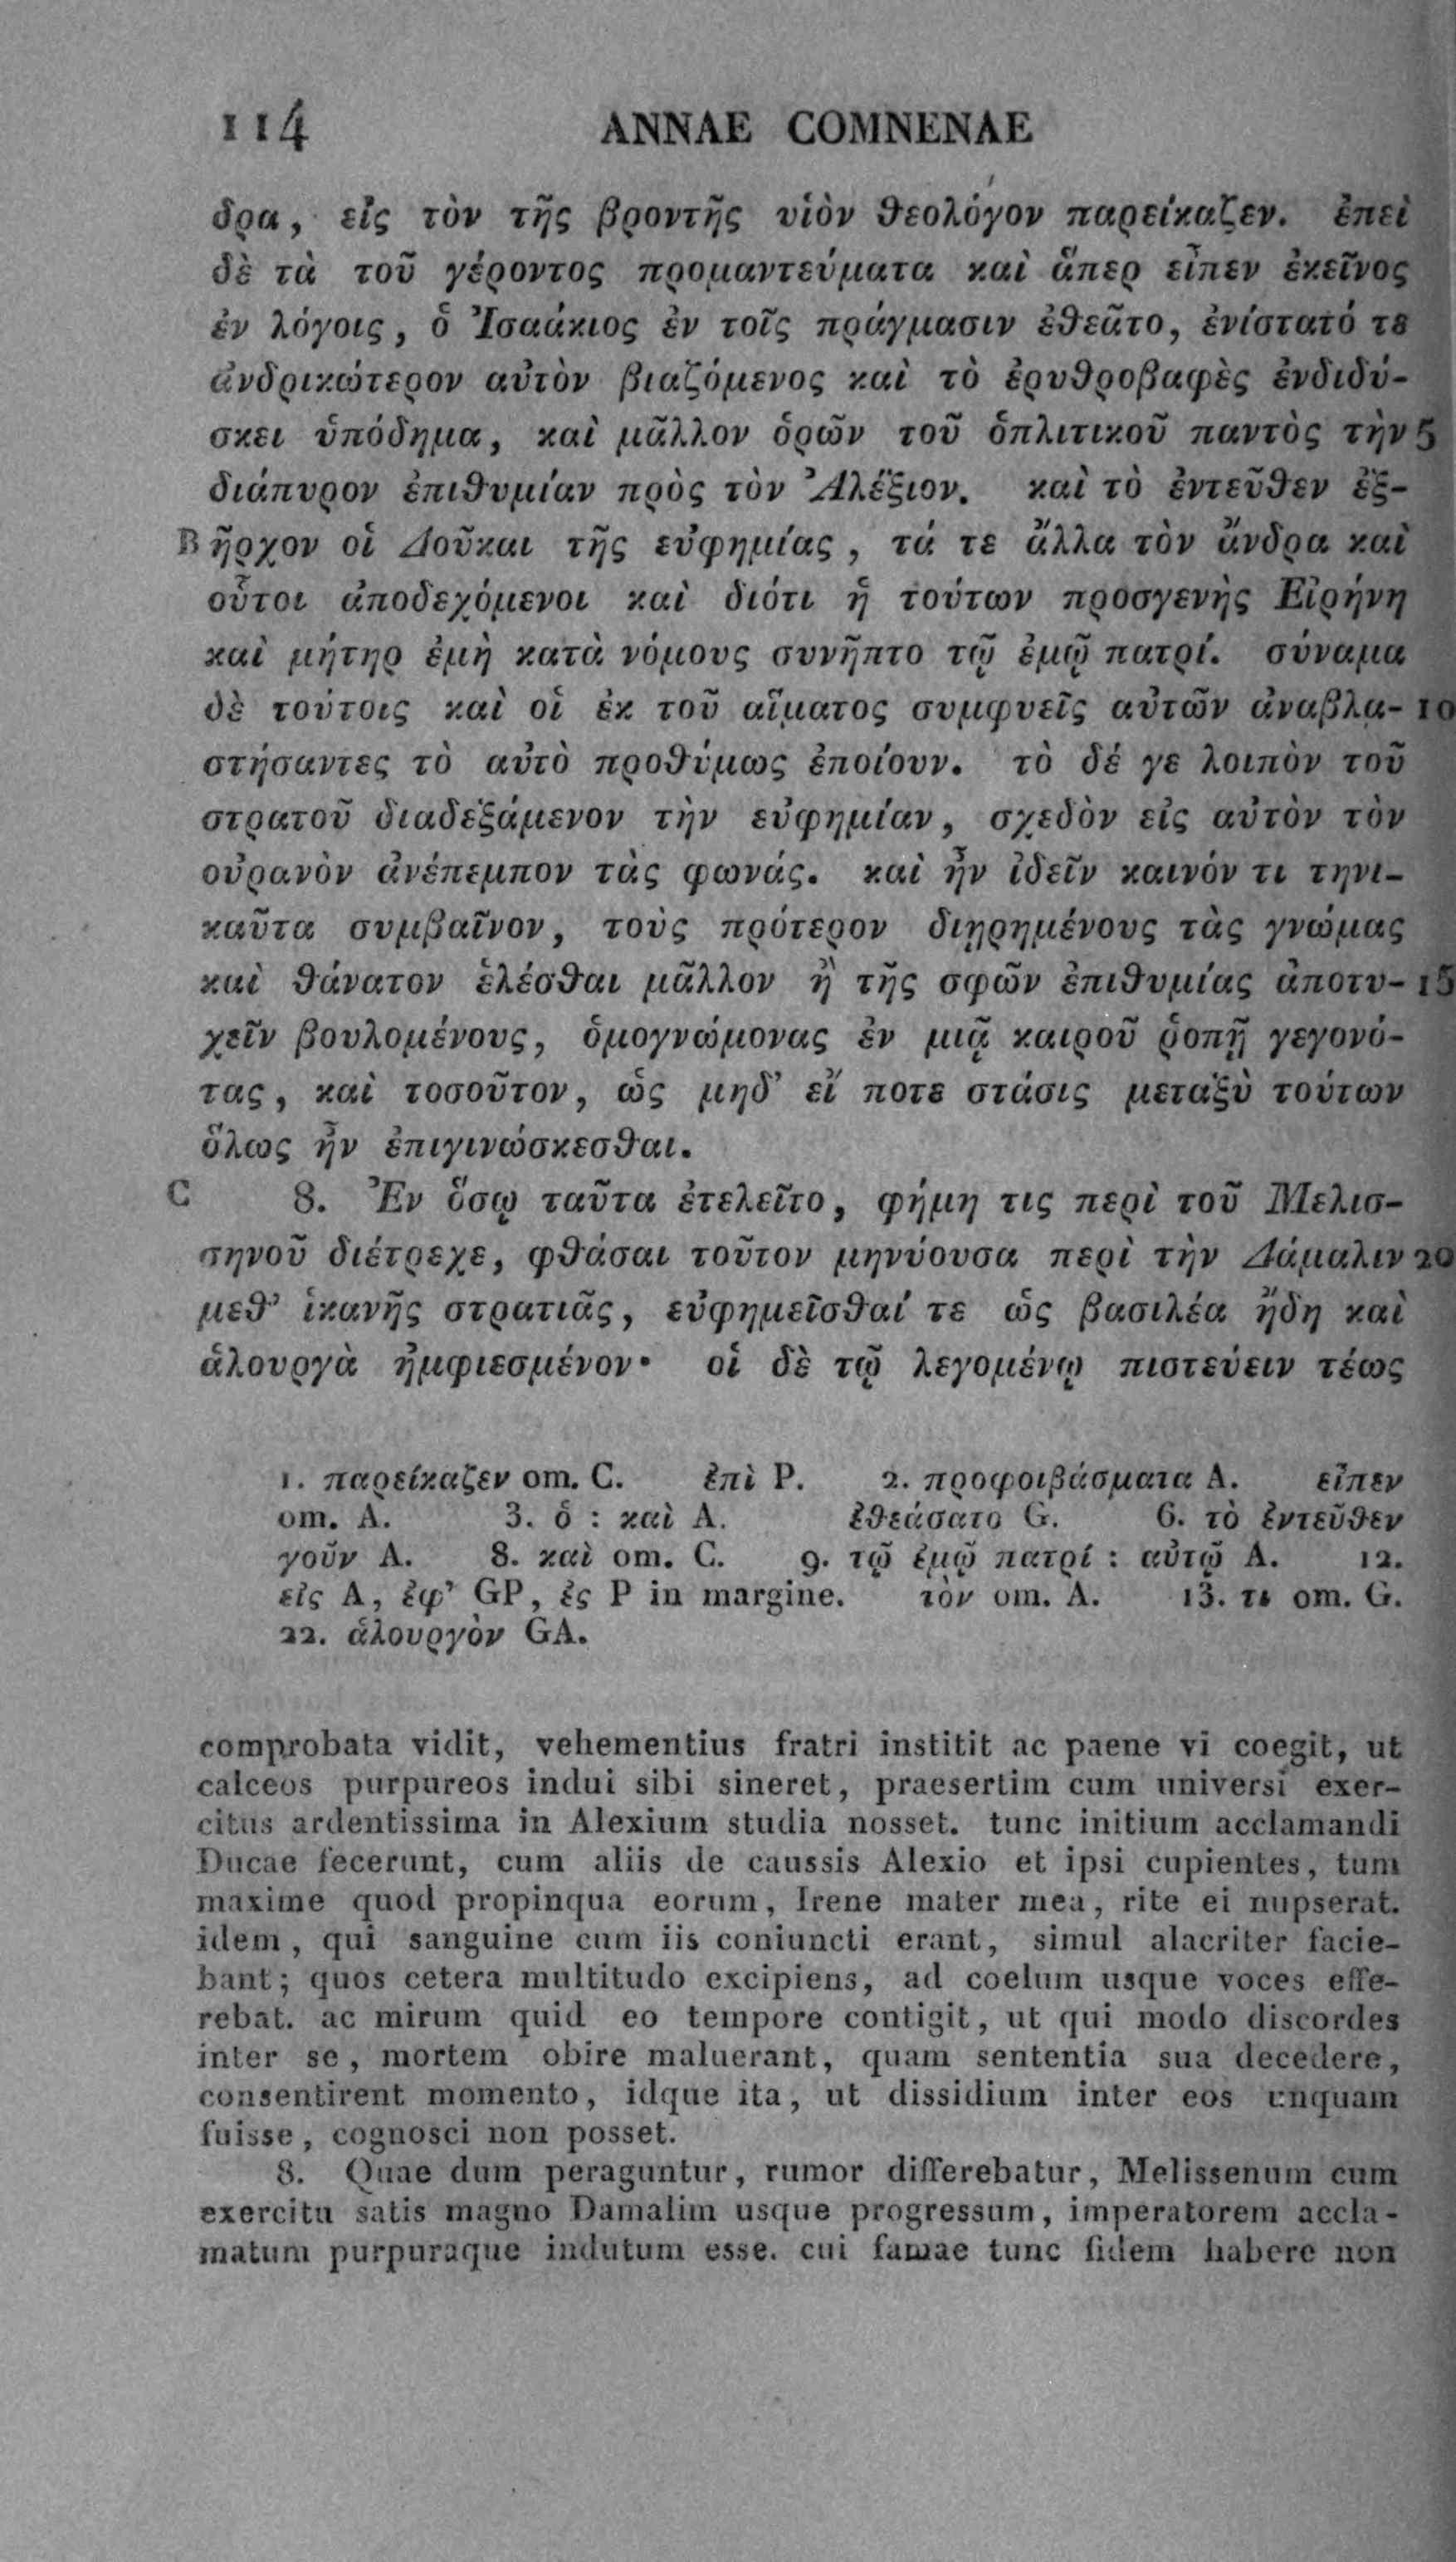 114 ANNAE COMNENAE
δρα, εἰς τὸν τῆς βροντῆς υἱὸν θεολόγον παρείκαζεν. ἐπεὶ
δὲ τὰ τοῦ γέροντος προμαντεύματα καὶ ἅπερ εἶπεν ἐκεῖνος
ἐν λόγοις, ὁ Ἰσαάκιος ἐν τοῖς πράγμασιν ἐθεᾶτο, ἐνίστατό τε
ἀνδρικώτερον αὐτὸν βιαζόμενος καὶ τὸ ἐρυθροβαφὲς ἐνδιδύ-
σκει ὑπόδημα, καὶ μᾶλλον ὁρῶν τοῦ ὁπλιτικοῦ παντὸς τὴν 5
διάπυρον ἐπιθυμίαν πρὸς τὸν Ἀλέξιον. καὶ τὸ ἐντεῦθεν ἐξ-
B ῆρχον οἱ Δοῦκαι τῆς εὐφημίας, τά τε ἄλλα τὸν ἄνδρα καὶ
οὗτοι ἀποδεχόμενοι καὶ διότι ἡ τούτων προσγενὴς Εἰρήνη
καὶ μήτηρ ἐμὴ κατὰ νόμους συνῆπτο τῷ ἐμῷ πατρί. σύναμα
δὲ τούτοις καὶ οἱ ἐκ τοῦ αἵματος συμφυεῖς αὐτῶν ἀναβλα- 10
στήσαντες τὸ αὐτὸ προθύμως ἐποίουν. τὸ δέ γε λοιπὸν τοῦ
στρατοῦ διαδεξάμενον τὴν εὐφημίαν, σχεδὸν εἰς αὐτὸν τὸν
οὐρανὸν ἀνέπεμπον τὰς φωνάς. καὶ ἦν ἰδεῖν καινόν τι τηνι-
καῦτα συμβαῖνον, τοὺς πρότερον διῃρημένους τὰς γνώμας
καὶ θάνατον ἑλέσθαι μᾶλλον ἢ τῆς σφῶν ἐπιθυμίας ἀποτυ- 15
χεῖν βουλομένους, ὁμογνώμονας ἐν μιᾷ καιροῦ ῥοπῇ γεγονό-
τας, καὶ τοσοῦτον, ὡς μηδ' εἴ ποτε στάσις μεταξὺ τούτων
ὅλως ἦν ἐπιγινώσκεσθαι.
C 8. Ἐν ὅσῳ ταῦτα ἐτελεῖτο, φήμη τις περὶ τοῦ Μελισ-
σηνοῦ διέτρεχε, φθάσαι τοῦτον μηνύουσα περὶ τὴν Δάμαλιν 20
μεθ' ἱκανῆς στρατιᾶς, εὐφημεῖσθαί τε ὡς βασιλέα ἤδη καὶ
ἁλουργὰ ἠμφιεσμένον· οἱ δὲ τῷ λεγομένῳ πιστεύειν τέως
1. παρείκαζεν om. C. ἐπὶ P. 2. προφοιβάσματα A. εἶπεν
om. A. 3. ὁ : καὶ A. ἐθεάσατο G. 6. τὸ ἐντεῦθεν
γοῦν A. 8. καὶ om. C. 9. τῷ ἐμῷ πατρί : αὐτῷ A. 12.
εἰς A, ἐφ' GP, ἐς P in margine. τὸν om. A. 13. τι om. G.
22. ἁλουργὸν GA.
comprobata vidit, vehementius fratri institit ac paene vi coegit, ut
calceos purpureos indui sibi sineret, praesertim cum universi exer-
citus ardentissima in Alexium studia nosset. tunc initium acclamandi
Ducae fecerunt, cum aliis de caussis Alexio et ipsi cupientes, tum
maxime quod propinqua eorum, Irene mater mea, rite ei nupserat.
idem, qui sanguine cum iis coniuncti erant, simul alacriter facie-
bant; quos cetera multitudo excipiens, ad coelum usque voces effe-
rebat. ac mirum quid eo tempore contigit, ut qui modo discordes
inter se, mortem obire maluerant, quam sententia sua decedere,
consentirent momento, idque ita, ut dissidium inter eos unquam
fuisse, cognosci non posset.
8. Quae dum peraguntur, rumor differebatur, Melissenum cum
exercitu satis magno Damalim usque progressum, imperatorem accla-
matum purpuraque indutum esse. cui famae tunc fidem habere non